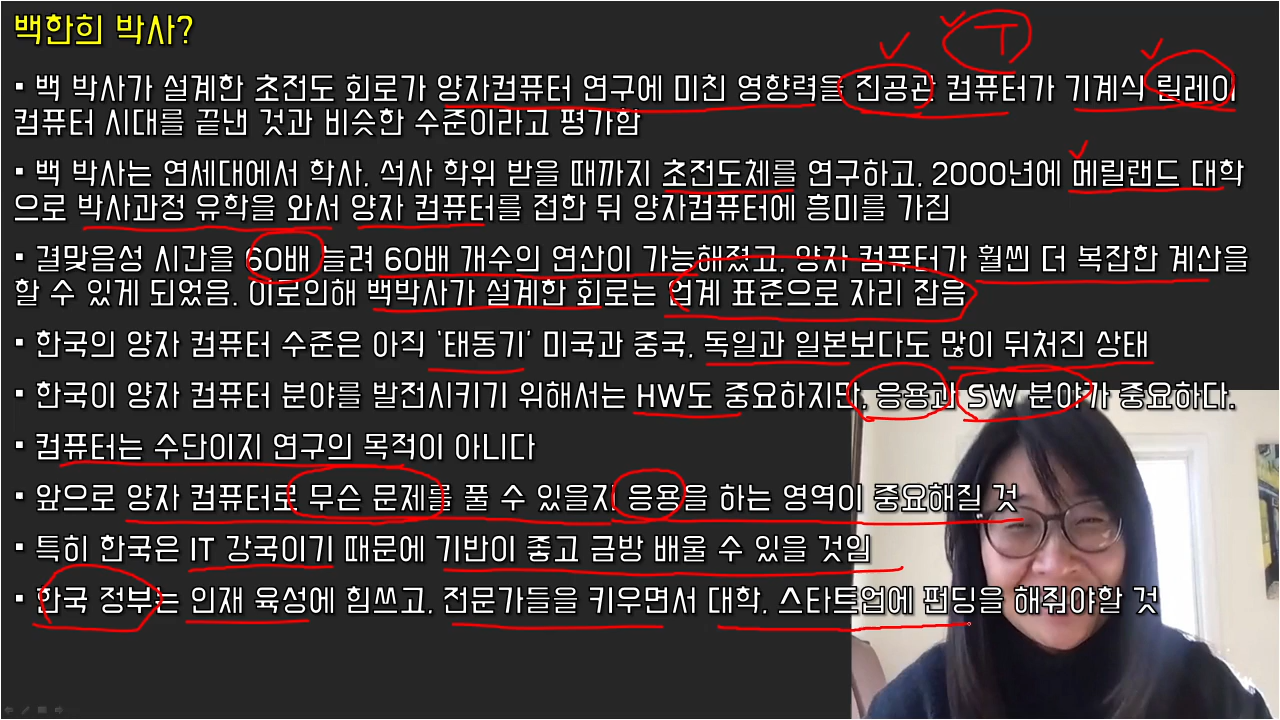 백한희 박사?
▪ 백 박사가 설계한 초전도 회로가 양자컴퓨터 연구에 미친 영향력을 진공관 컴퓨터가 기계식 릴레이
컴퓨터 시대를 끝낸 것과 비슷한 수준이라고 평가함
▪ 백 박사는 연세대에서 학사, 석사 학위 받을 때까지 초전도체를 연구하고, 2000년에 메릴랜드 대학
으로 박사과정 유학을 와서 양자 컴퓨터를 접한 뒤 양자컴퓨터에 흥미를 가짐
▪ 결맞음성 시간을 60배 늘려 60배 개수의 연산이 가능해졌고, 양자 컴퓨터가 훨씬 더 복잡한 계산을
할 수 있게 되었음. 이로인해 백박사가 설계한 회로는 업계 표준으로 자리 잡음
▪ 한국의 양자 컴퓨터 수준은 아직 '태동기' 미국과 중국, 독일과 일본보다도 많이 뒤처진 상태
▪ 한국이 양자 컴퓨터 분야를 발전시키기 위해서는 HW도 중요하지만, 응용과 SW 분야가 중요하다.
▪ 컴퓨터는 수단이지 연구의 목적이 아니다
▪ 앞으로 양자 컴퓨터로 무슨 문제를 풀 수 있을지 응용을 하는 영역이 중요해질 것
▪ 특히 한국은 IT 강국이기 때문에 기반이 좋고 금방 배울 수 있을 것임
▪ 한국 정부는 인재 육성에 힘쓰고, 전문가들을 키우면서 대학, 스타트업에 펀딩을 해줘야할 것